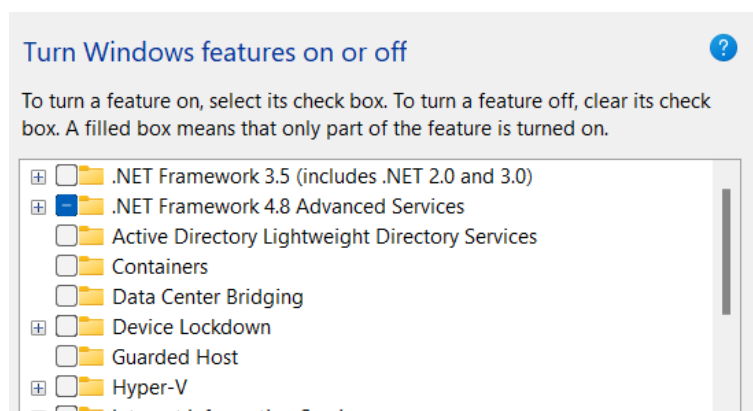 Turn Windows features on or off
?
To turn a feature on, select its check box. To turn a feature off, clear its check
box. A filled box means that only part of the feature is turned on.
.NET Framework 3.5 (includes .NET 2.0 and 3.0)
.NET Framework 4.8 Advanced Services
Active Directory Lightweight Directory Services
Containers
Data Center Bridging
Device Lockdown
Guarded Host
Hyper-V